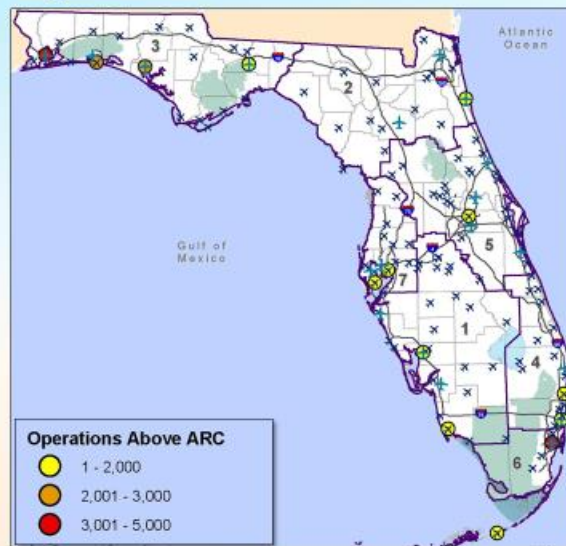 Atlantic
Ocean
3
2
Gulf of
Mexico
5
7
1
4
6
Operations Above ARC
1 - 2,000
2,001 - 3,000
3,001 - 5,000